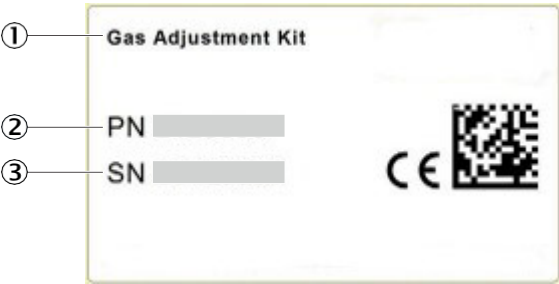 ① Gas Adjustment Kit
② PN
③ SN
CE